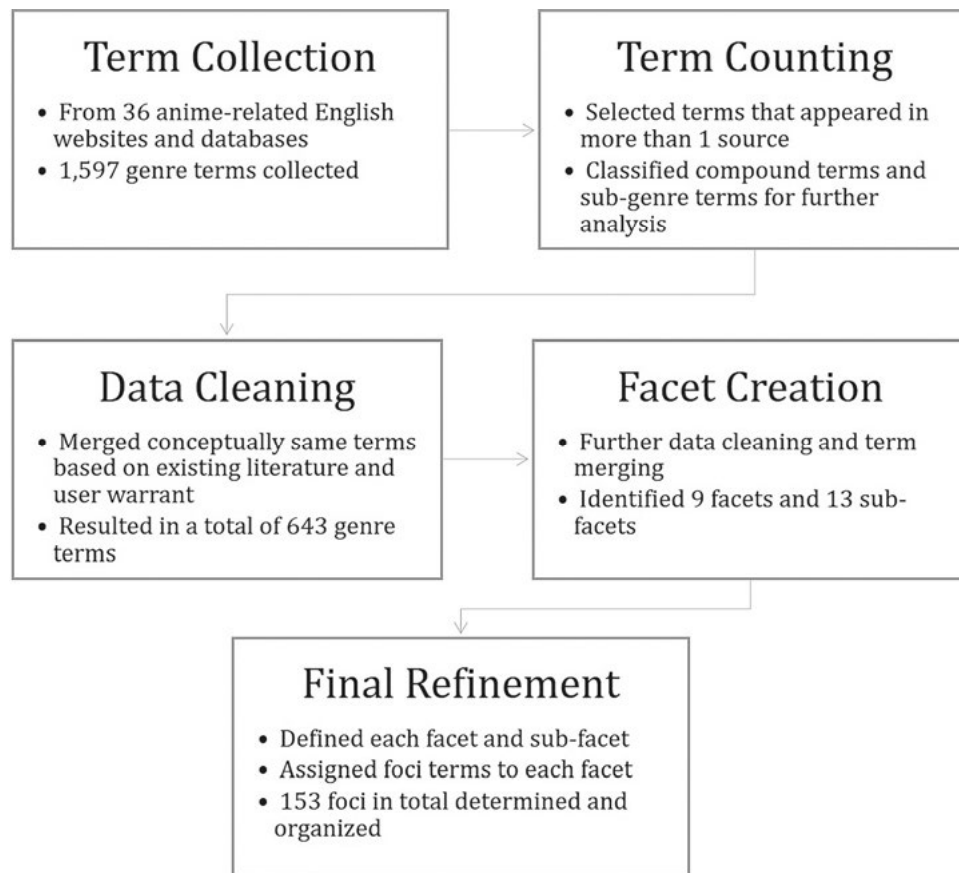 Term Collection
• From 36 anime-related English
websites and databases
• 1,597 genre terms collected
Term Counting
• Selected terms that appeared in
more than 1 source
• Classified compound terms and
sub-genre terms for further
analysis
Data Cleaning
• Merged conceptually same terms
based on existing literature and
user warrant
• Resulted in a total of 643 genre
terms
Facet Creation
• Further data cleaning and term
merging
• Identified 9 facets and 13 sub-
facets
Final Refinement
• Defined each facet and sub-facet
• Assigned foci terms to each facet
• 153 foci in total determined and
organized